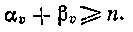 αᵥ + βᵥ ⩾ n.